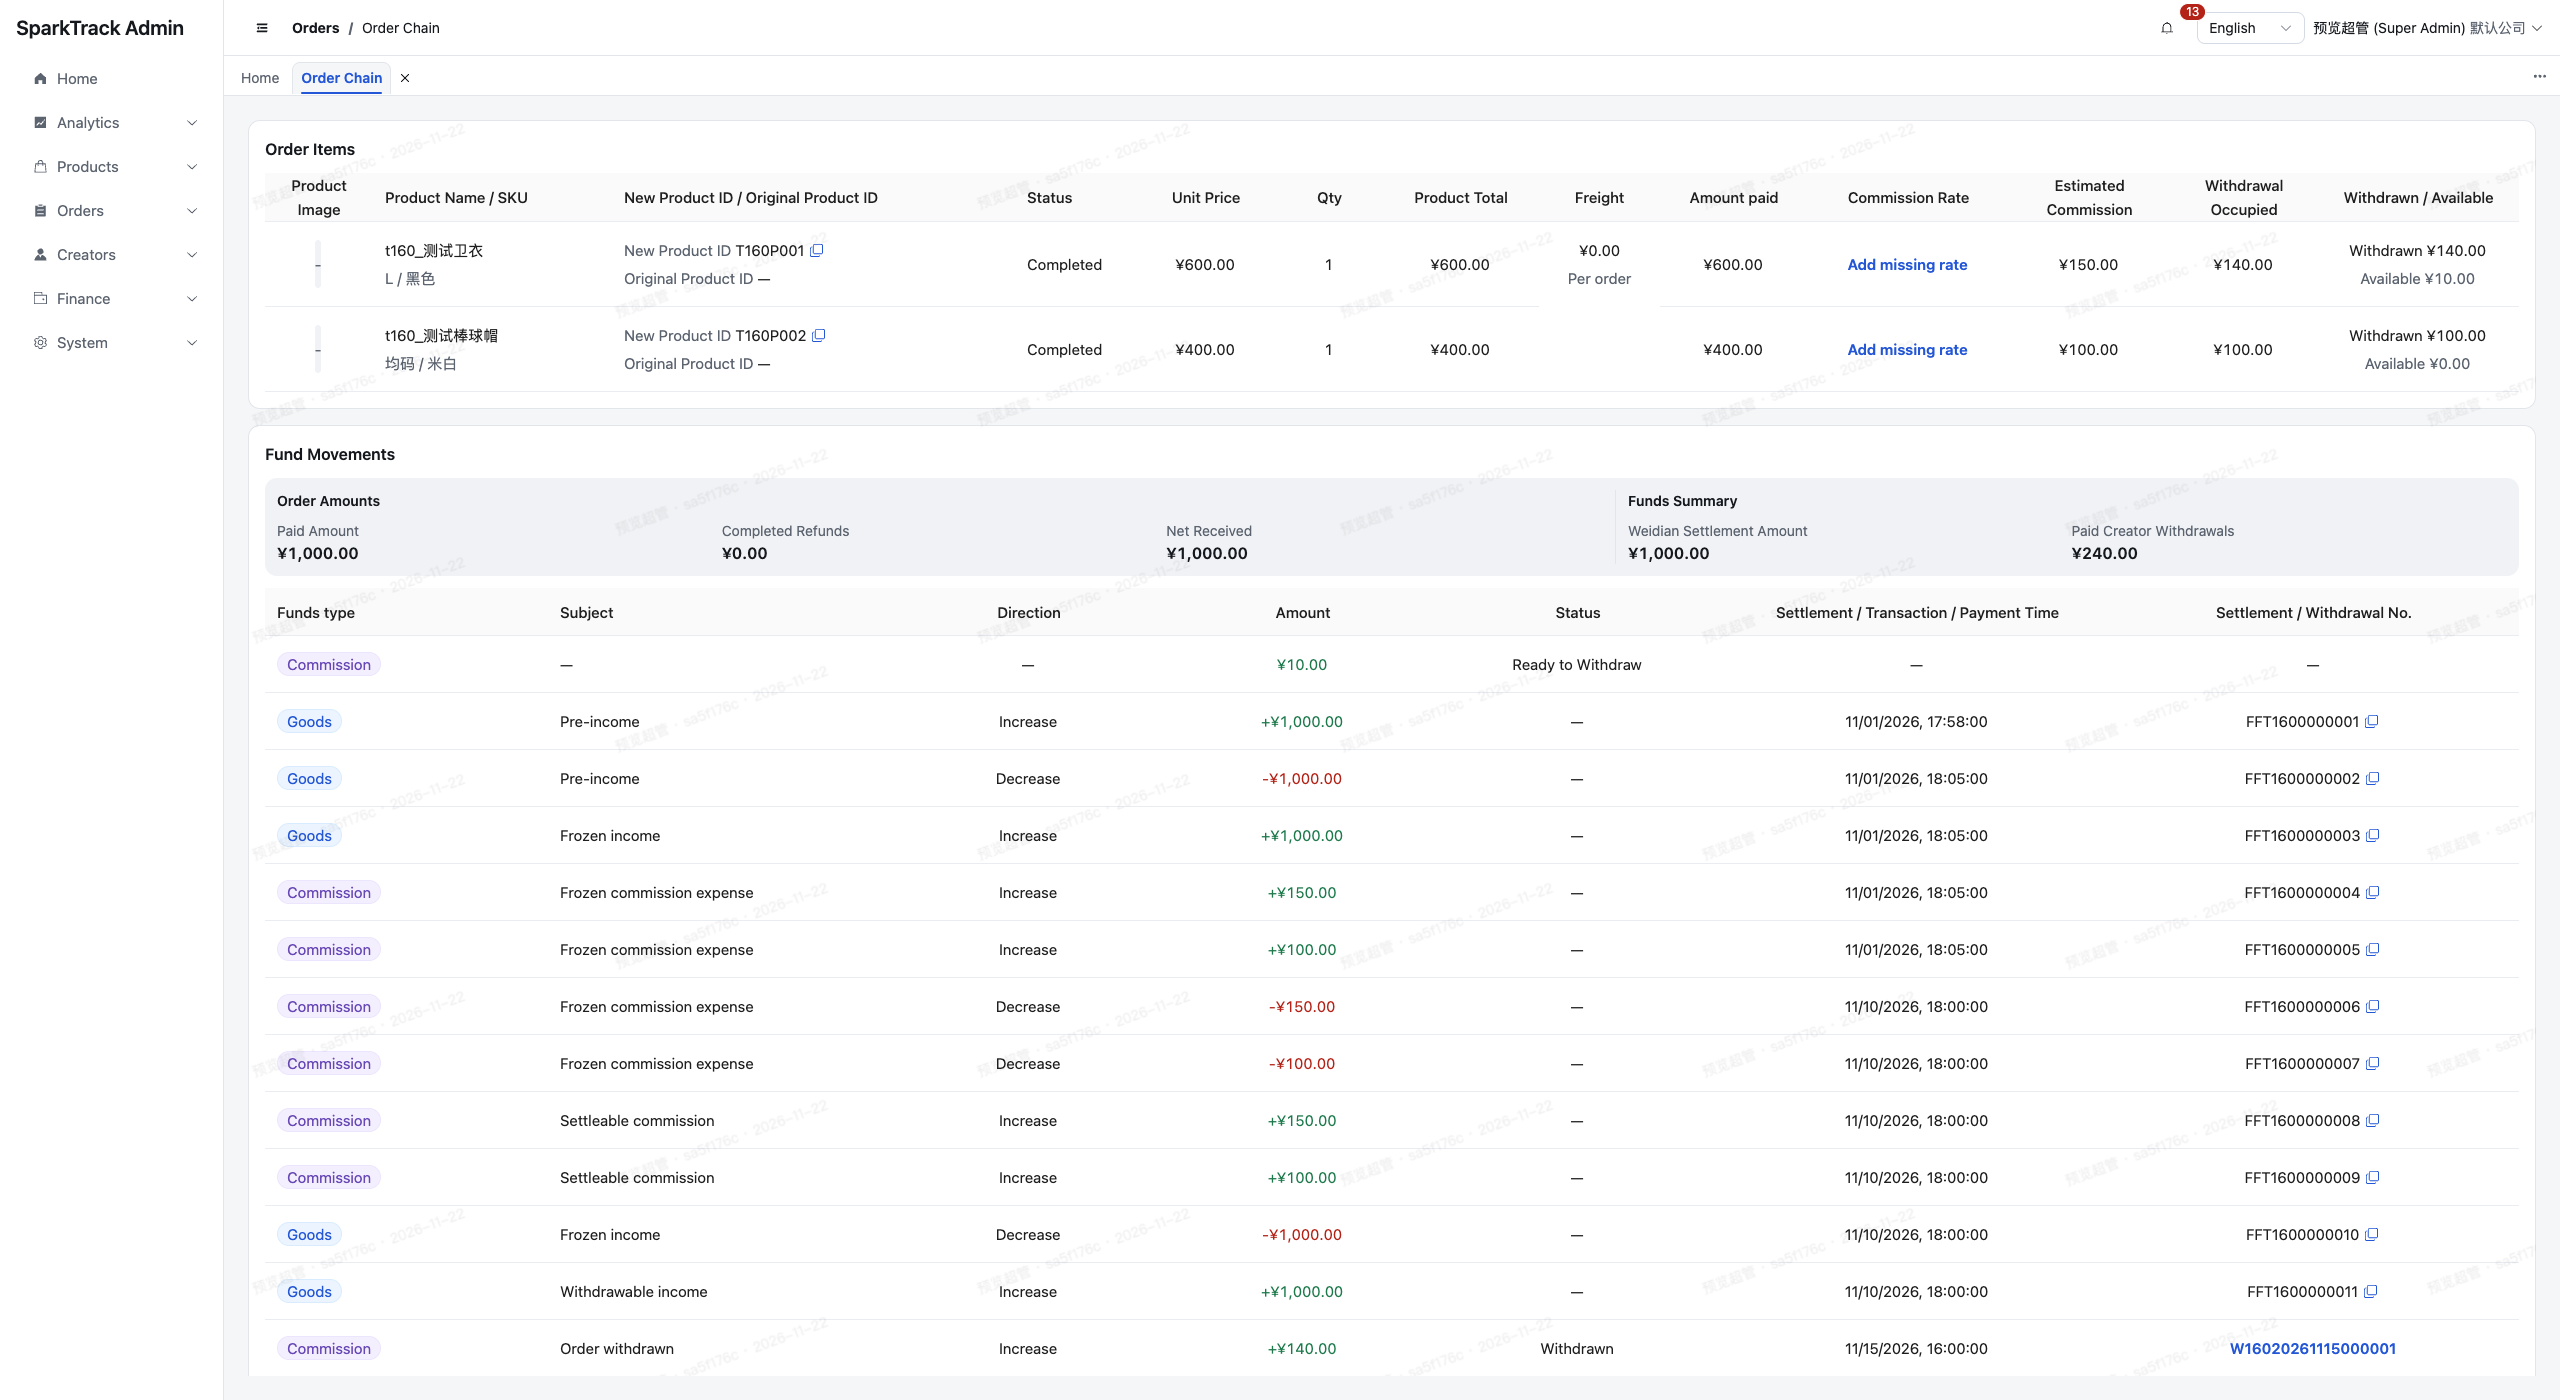 SparkTrack Admin
Orders / Order Chain
13
English
预览超管 (Super Admin) 默认公司
Home
Analytics
Products
Orders
Creators
Finance
System
Home
Order Chain
Order Items
Product Image
Product Name / SKU
New Product ID / Original Product ID
Status
Unit Price
Qty
Product Total
Freight
Amount paid
Commission Rate
Estimated Commission
Withdrawal Occupied
Withdrawn / Available
-
t160_测试卫衣
L / 黑色
New Product ID T160P001
Original Product ID —
Completed
¥600.00
1
¥600.00
¥0.00
Per order
¥600.00
Add missing rate
¥150.00
¥140.00
Withdrawn ¥140.00
Available ¥10.00
-
t160_测试棒球帽
均码 / 米白
New Product ID T160P002
Original Product ID —
Completed
¥400.00
1
¥400.00
¥400.00
Add missing rate
¥100.00
¥100.00
Withdrawn ¥100.00
Available ¥0.00
Fund Movements
Order Amounts
Paid Amount
¥1,000.00
Completed Refunds
¥0.00
Net Received
¥1,000.00
Funds Summary
Weidian Settlement Amount
¥1,000.00
Paid Creator Withdrawals
¥240.00
Funds type Subject Direction Amount Status Settlement / Transaction / Payment Time Settlement / Withdrawal No.
Commission — — ¥10.00 Ready to Withdraw — —
Goods Pre-income Increase +¥1,000.00 — 11/01/2026, 17:58:00 FFT1600000001
Goods Pre-income Decrease -¥1,000.00 — 11/01/2026, 18:05:00 FFT1600000002
Goods Frozen income Increase +¥1,000.00 — 11/01/2026, 18:05:00 FFT1600000003
Commission Frozen commission expense Increase +¥150.00 — 11/01/2026, 18:05:00 FFT1600000004
Commission Frozen commission expense Increase +¥100.00 — 11/01/2026, 18:05:00 FFT1600000005
Commission Frozen commission expense Decrease -¥150.00 — 11/10/2026, 18:00:00 FFT1600000006
Commission Frozen commission expense Decrease -¥100.00 — 11/10/2026, 18:00:00 FFT1600000007
Commission Settleable commission Increase +¥150.00 — 11/10/2026, 18:00:00 FFT1600000008
Commission Settleable commission Increase +¥100.00 — 11/10/2026, 18:00:00 FFT1600000009
Goods Frozen income Decrease -¥1,000.00 — 11/10/2026, 18:00:00 FFT1600000010
Goods Withdrawable income Increase +¥1,000.00 — 11/10/2026, 18:00:00 FFT1600000011
Commission Order withdrawn Increase +¥140.00 Withdrawn 11/15/2026, 16:00:00 W16020261115000001
预览超管 · sa5f176c · 2026-11-22